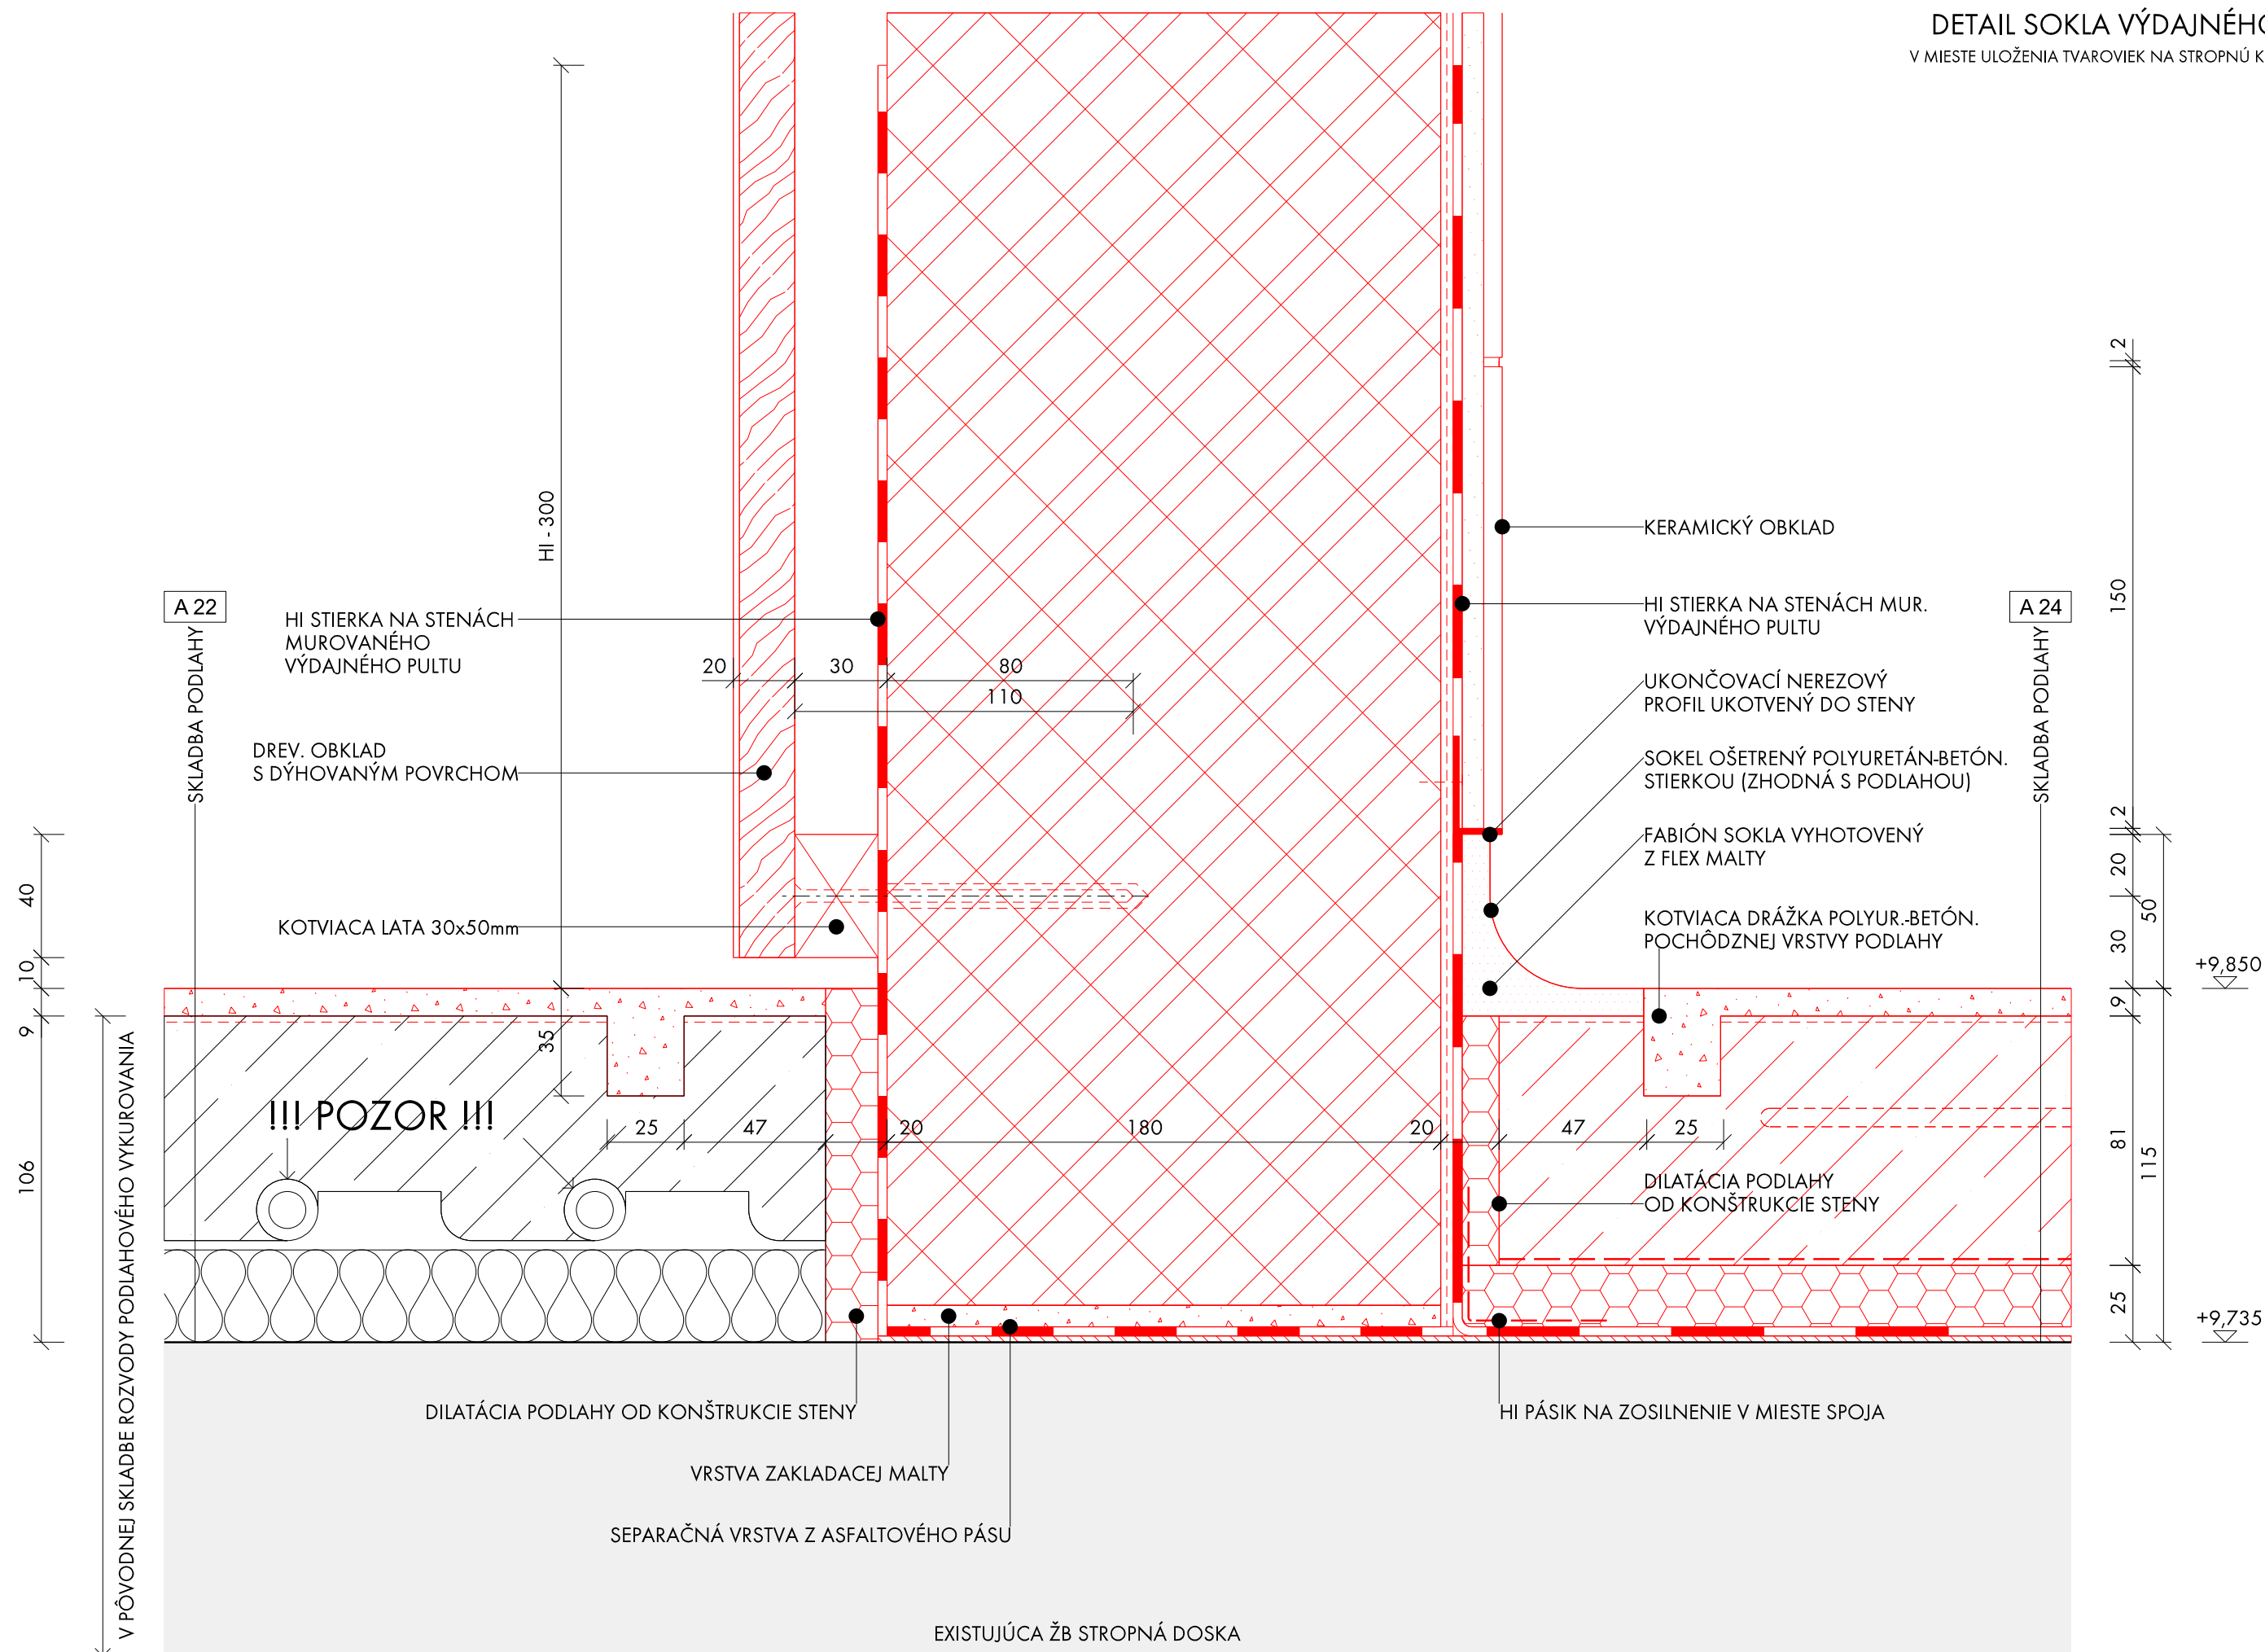 DETAIL SOKLA VÝDAJNÉHO
V MIESTE ULOŽENIA TVAROVIEK NA STROPNÚ K
HI - 300
A 22
SKLADBA PODLAHY
HI STIERKA NA STENÁCH
MUROVANÉHO
VÝDAJNÉHO PULTU
DREV. OBKLAD
S DÝHOVANÝM POVRCHOM
KOTVIACA LATA 30x50mm
20
30
80
110
KERAMICKÝ OBKLAD
HI STIERKA NA STENÁCH MUR.
VÝDAJNÉHO PULTU
UKONČOVACÍ NEREZOVÝ
PROFIL UKOTVENÝ DO STENY
SOKEL OŠETRENÝ POLYURETÁN-BETÓN.
STIERKOU (ZHODNÁ S PODLAHOU)
FABIÓN SOKLA VYHOTOVENÝ
Z FLEX MALTY
KOTVIACA DRÁŽKA POLYUR.-BETÓN.
POCHÔDZNEJ VRSTVY PODLAHY
A 24
SKLADBA PODLAHY
2
150
2
20
30
50
9
81
115
25
+9,850
+9,735
40
10
9
106
V PÔVODNEJ SKLADBE ROZVODY PODLAHOVÉHO VYKUROVANIA
35
!!! POZOR !!!
25
47
20
180
20
47
25
DILATÁCIA PODLAHY
OD KONŠTRUKCIE STENY
DILATÁCIA PODLAHY OD KONŠTRUKCIE STENY
HI PÁSIK NA ZOSILNENIE V MIESTE SPOJA
VRSTVA ZAKLADACEJ MALTY
SEPARAČNÁ VRSTVA Z ASFALTOVÉHO PÁSU
EXISTUJÚCA ŽB STROPNÁ DOSKA